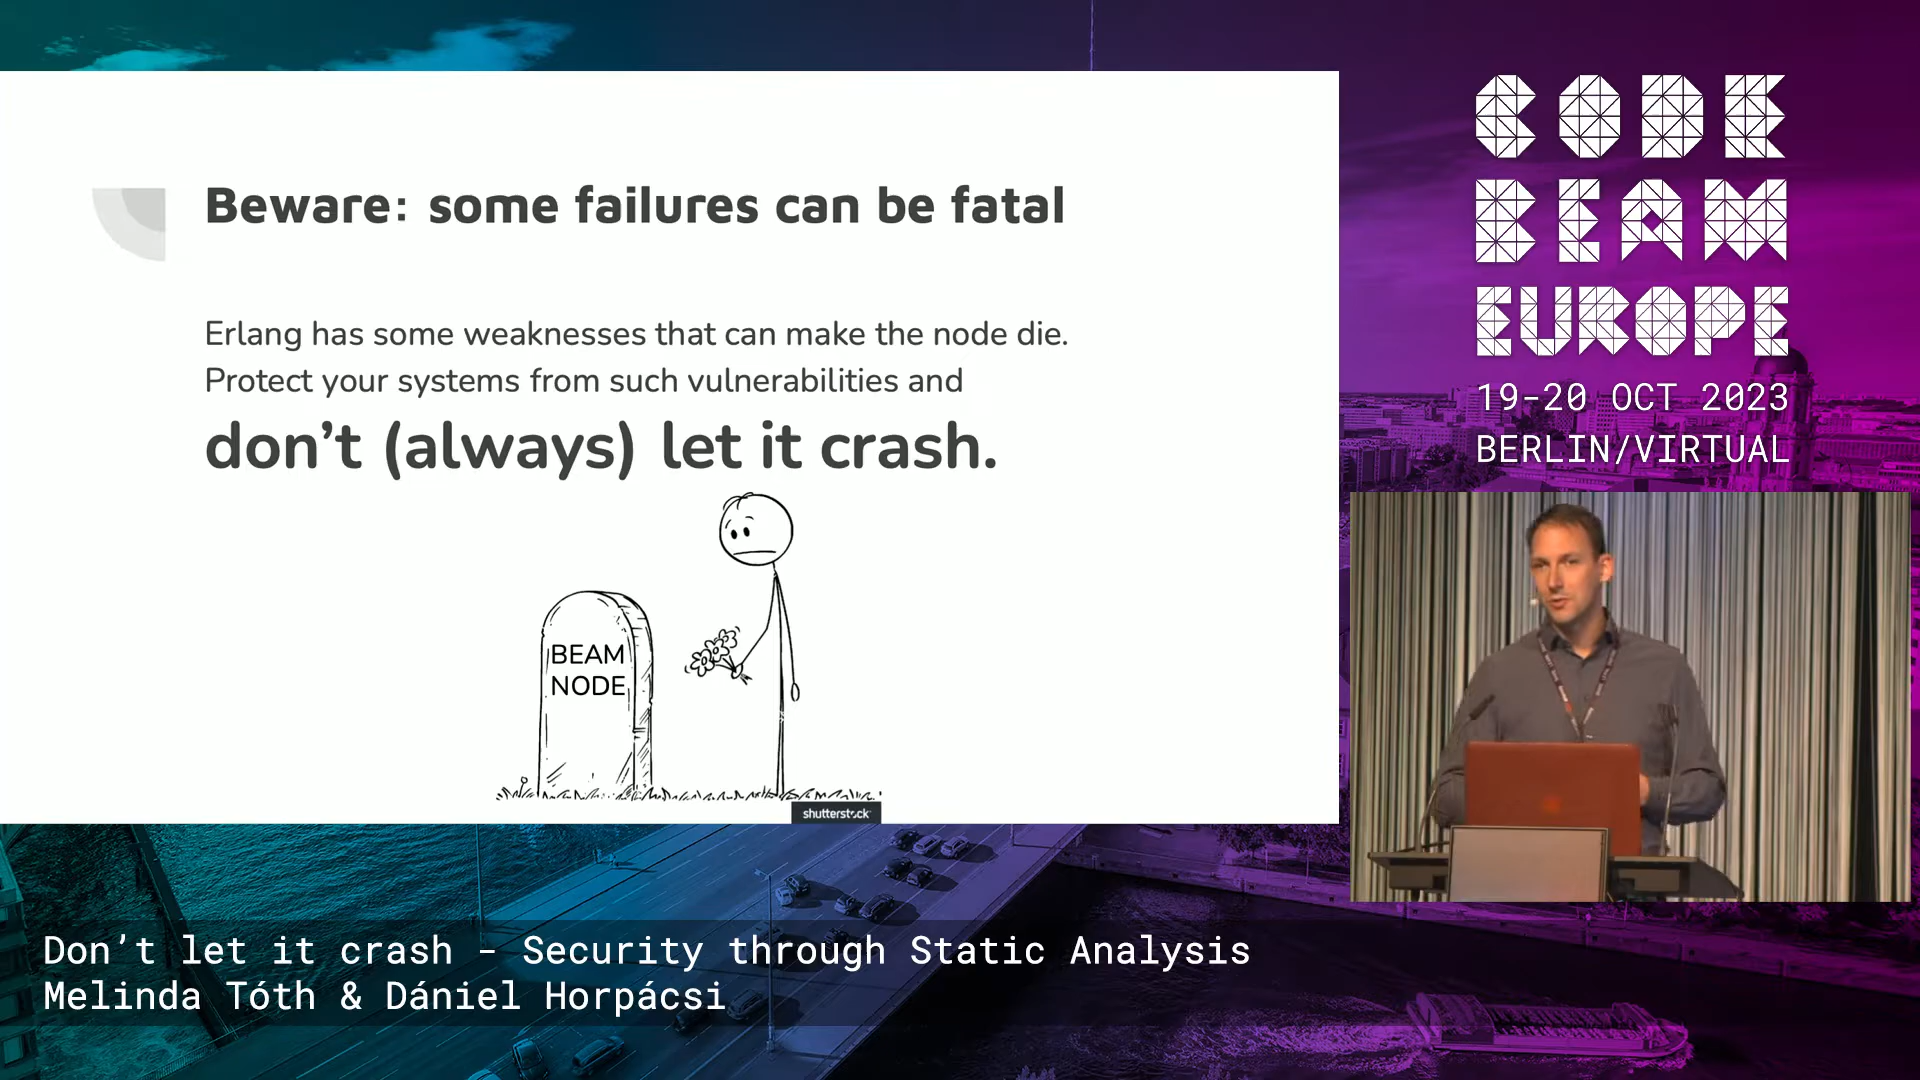 Beware: some failures can be fatal
Erlang has some weaknesses that can make the node die.
Protect your systems from such vulnerabilities and
don’t (always) let it crash.
BEAM
NODE
shutterstock
CODE
BEAM
EUROPE
19-20 OCT 2023
BERLIN/VIRTUAL
Don’t let it crash - Security through Static Analysis
Melinda Tóth & Dániel Horpácsi